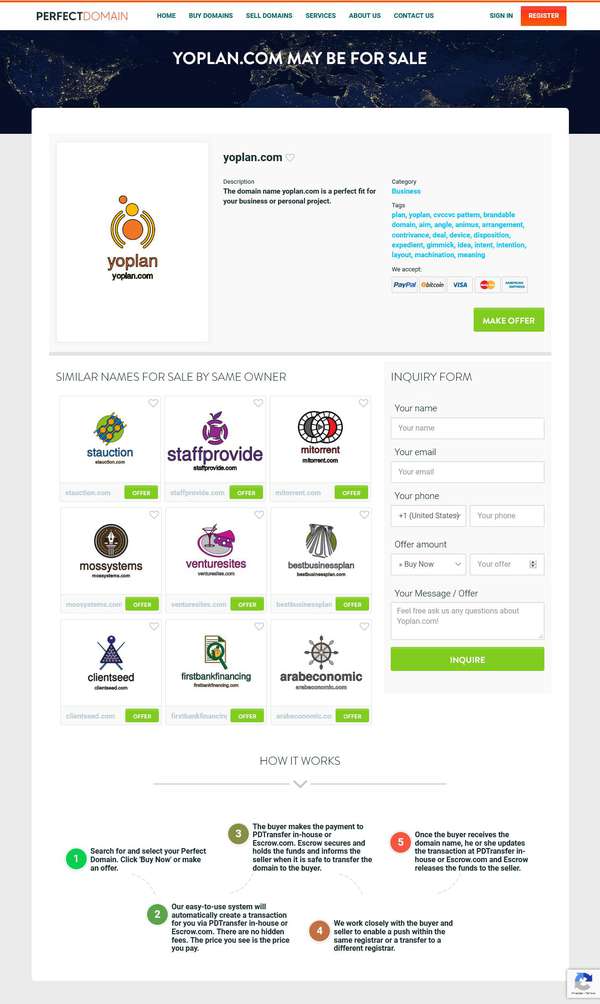 PERFECTDOMAIN
HOME BUY DOMAINS SELL DOMAINS SERVICES ABOUT US CONTACT US SIGN IN REGISTER
YOPLAN.COM MAY BE FOR SALE
yoplan
yoplan.com
yoplan.com
Description
The domain name yoplan.com is a perfect fit for
your business or personal project.
Category
Business
Tags
plan, yoplan, cvccvc pattern, brandable
domain, aim, angle, animus, arrangement,
contrivance, deal, device, disposition,
expedient, gimmick, idea, intent, intention,
layout, machination, meaning
We accept:
PayPal bitcoin VISA MasterCard AMERICAN EXPRESS
MAKE OFFER
SIMILAR NAMES FOR SALE BY SAME OWNER
stauction
stauction.com
stauction.com OFFER
staffprovide
staffprovide.com
staffprovide.com OFFER
mitorrent
mitorrent.com
mitorrent.com OFFER
mossystems
mossystems.com
mossystems.com OFFER
venturesites
venturesites.com
venturesites.com OFFER
bestbusinessplan
bestbusinessplan.com
bestbusinessplan OFFER
clientseed
clientseed.com
clientseed.com OFFER
firstbankfinancing
firstbankfinancing.com
firstbankfinancin OFFER
arabeconomic
arabeconomic.com
arabeconomic.co OFFER
INQUIRY FORM
Your name
Your name
Your email
Your email
Your phone
+1 (United States) Your phone
Offer amount
» Buy Now Your offer
Your Message / Offer
Feel free ask us any questions about
Yoplan.com!
INQUIRE
HOW IT WORKS
1
Search for and select your Perfect
Domain. Click 'Buy Now' or make
an offer.
2
Our easy-to-use system will
automatically create a transaction
for you via PDTransfer in-house or
Escrow.com. There are no hidden
fees. The price you see is the price
you pay.
3
The buyer makes the payment to
PDTransfer in-house or
Escrow.com. Escrow secures and
holds the funds and informs the
seller when it is safe to transfer the
domain to the buyer.
4
We work closely with the buyer and
seller to enable a push within the
same registrar or a transfer to a
different registrar.
5
Once the buyer receives the
domain name, he or she updates
the transaction at PDTransfer in-
house or Escrow.com and Escrow
releases the funds to the seller.